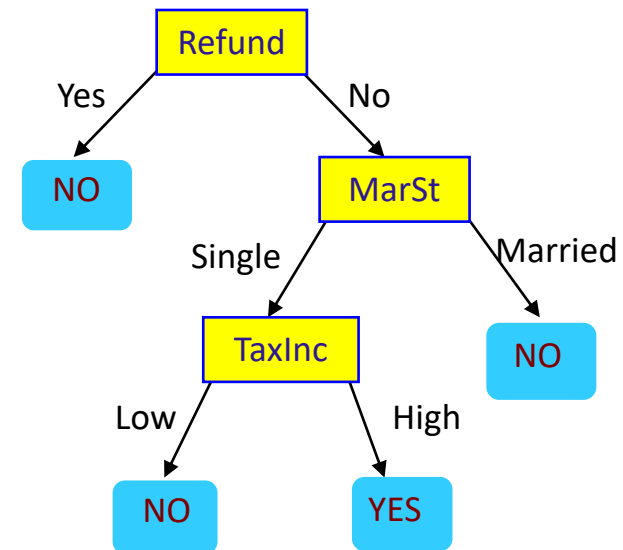 Refund
Yes
No
NO
MarSt
Single
Married
TaxInc
NO
Low
High
NO
YES